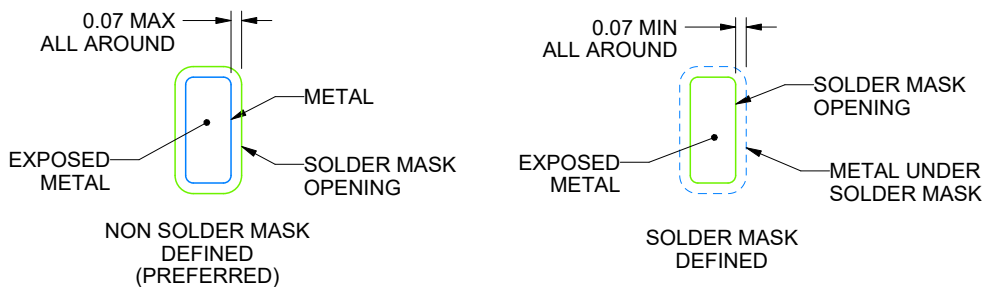 0.07 MAX
ALL AROUND
METAL
EXPOSED
METAL
SOLDER MASK
OPENING
NON SOLDER MASK
DEFINED
(PREFERRED)
0.07 MIN
ALL AROUND
SOLDER MASK
OPENING
EXPOSED
METAL
METAL UNDER
SOLDER MASK
SOLDER MASK
DEFINED